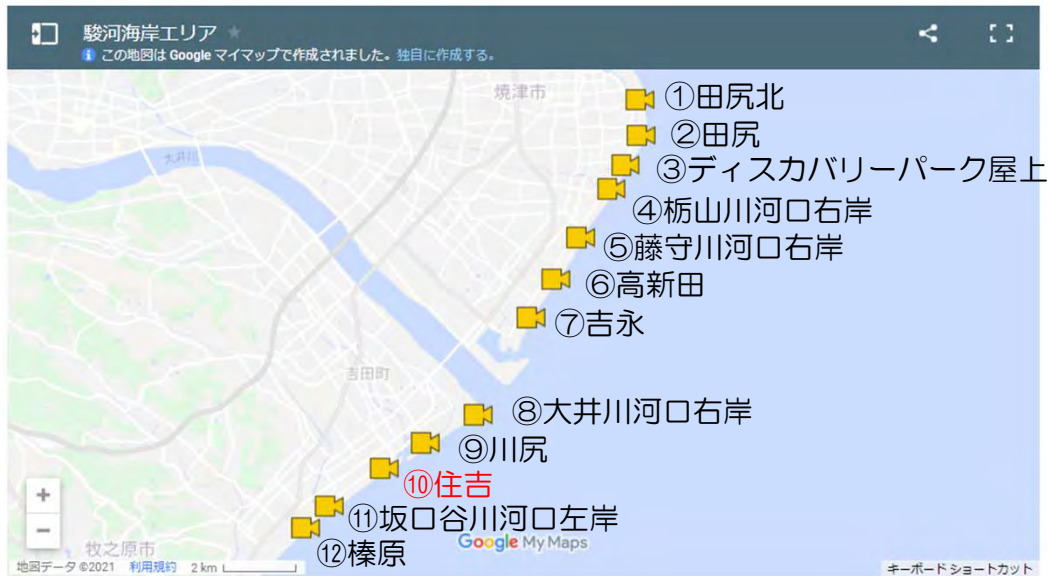 駿河海岸エリア
この地図は Google マイマップで作成されました。独自に作成する。
焼津市
①田尻北
②田尻
大井川
③ディスカバリーパーク屋上
④栃山川河口右岸
⑤藤守川河口右岸
⑥高新田
⑦吉永
吉田町
⑧大井川河口右岸
⑨川尻
⑩住吉
+
⑪坂口谷川河口左岸
−
牧之原市
⑫榛原
Google My Maps
地図データ ©2021 利用規約 2 km
キーボード ショートカット